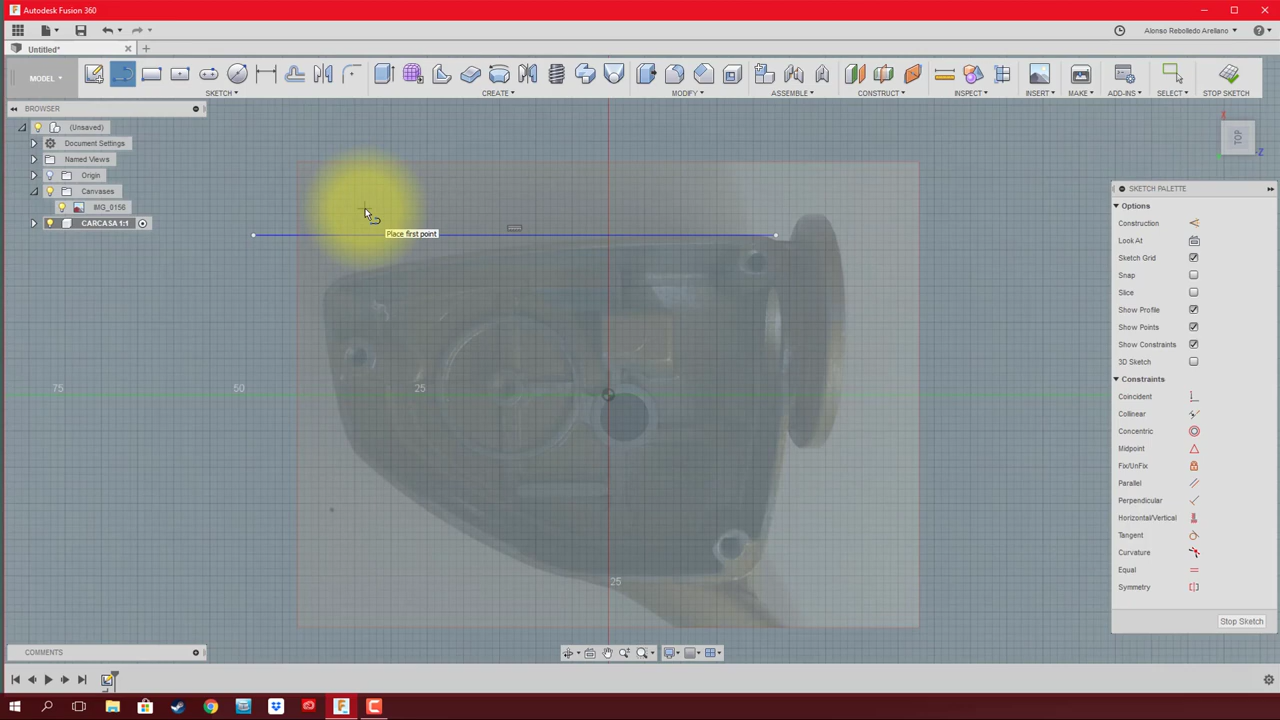 Autodesk Fusion 360
Alonso Rebolledo Arellano
Untitled*
MODEL
SKETCH
CREATE
MODIFY
ASSEMBLE
CONSTRUCT
INSPECT
INSERT
MAKE
ADD-INS
SELECT
STOP SKETCH
BROWSER
(Unsaved)
Document Settings
Named Views
Origin
Canvases
IMG_0156
CARCASA 1:1
TOP
X
-Z
Place first point
75
50
25
25
SKETCH PALETTE
Options
Construction
Look At
Sketch Grid
Snap
Slice
Show Profile
Show Points
Show Constraints
3D Sketch
Constraints
Coincident
Collinear
Concentric
Midpoint
Fix/UnFix
Parallel
Perpendicular
Horizontal/Vertical
Tangent
Curvature
Equal
Symmetry
Stop Sketch
COMMENTS